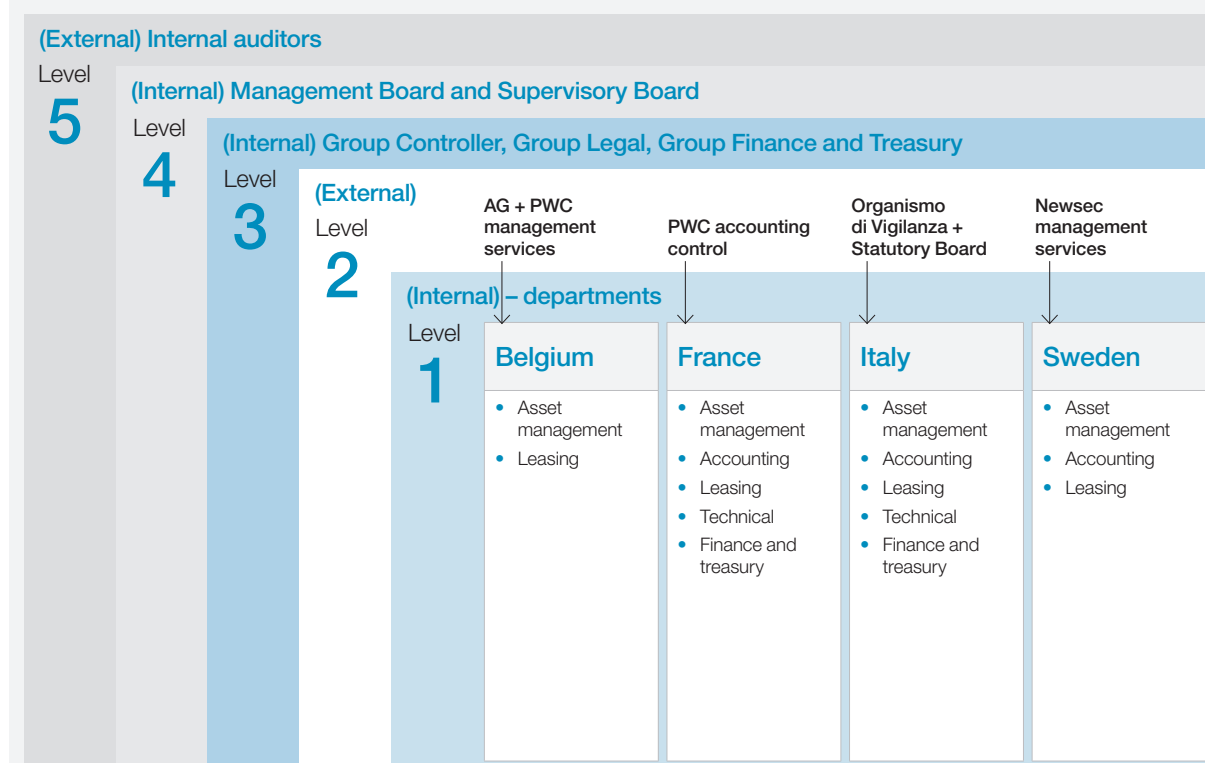 (External) Internal auditors
Level
5
(Internal) Management Board and Supervisory Board
Level
4
(Internal) Group Controller, Group Legal, Group Finance and Treasury
Level
3
(External)
Level
2
AG + PWC
management
services
PWC accounting
control
Organismo
di Vigilanza +
Statutory Board
Newsec
management
services
(Internal) – departments
Level
1
Belgium
• Asset
management
• Leasing
France
• Asset
management
• Accounting
• Leasing
• Technical
• Finance and
treasury
Italy
• Asset
management
• Accounting
• Leasing
• Technical
• Finance and
treasury
Sweden
• Asset
management
• Accounting
• Leasing